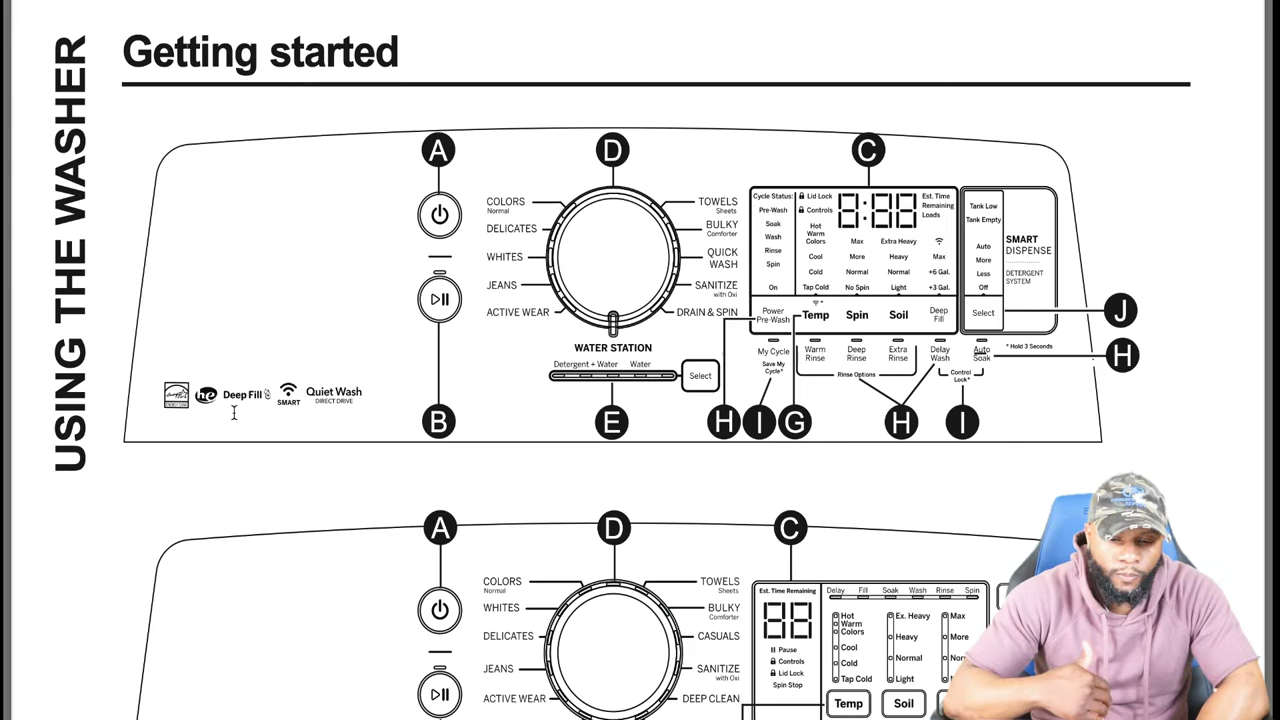 USING THE WASHER
Getting started
A
D
C
COLORS
Normal
DELICATES
WHITES
JEANS
ACTIVE WEAR
TOWELS
Sheets
BULKY
Comforter
QUICK
WASH
SANITIZE
with Oxi
DRAIN & SPIN
WATER STATION
Detergent + Water
Water
Select
Cycle Status:
Pre-Wash
Soak
Wash
Rinse
Spin
On
Lid Lock
Controls
8:88
Est. Time
Remaining
Loads
Hot
Warm
Colors
Cool
Cold
Tap Cold
Max
More
Normal
No Spin
Extra Heavy
Heavy
Normal
Light
Max
+6 Gal.
+3 Gal.
Power
Pre-Wash
Temp
Spin
Soil
Deep
Fill
Tank Low
Tank Empty
Auto
More
Less
Off
Select
SMART
DISPENSE
DETERGENT
SYSTEM
J
My Cycle
Save My
Cycle*
Warm
Rinse
Deep
Rinse
Extra
Rinse
Rinse Options
Delay
Wash
Auto
Soak
Control
Lock*
* Hold 3 Seconds
H
ENERGY STAR
he
Deep Fill
SMART
Quiet Wash
DIRECT DRIVE
B
E
H
I
G
H
I
A
D
C
COLORS
Normal
WHITES
DELICATES
JEANS
ACTIVE WEAR
TOWELS
Sheets
BULKY
Comforter
CASUALS
SANITIZE
with Oxi
DEEP CLEAN
Est. Time Remaining
88
Pause
Controls
Lid Lock
Spin Stop
Delay
Fill
Soak
Wash
Rinse
Spin
Hot
Warm
Colors
Cool
Cold
Tap Cold
Ex. Heavy
Heavy
Normal
Light
Max
More
Temp
Soil